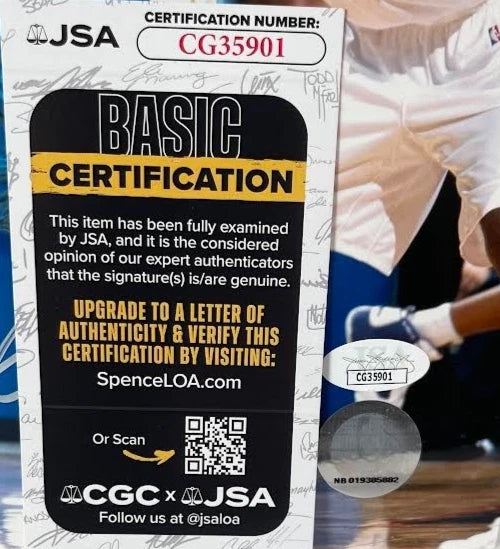 JSA
CERTIFICATION NUMBER:
CG35901
BASIC
CERTIFICATION
This item has been fully examined
by JSA, and it is the considered
opinion of our expert authenticators
that the signature(s) is/are genuine.
UPGRADE TO A LETTER OF
AUTHENTICITY & VERIFY THIS
CERTIFICATION BY VISITING:
SpenceLOA.com
Or Scan
CGC x JSA
Follow us at @jsaloa
CG35901
NB 019385882